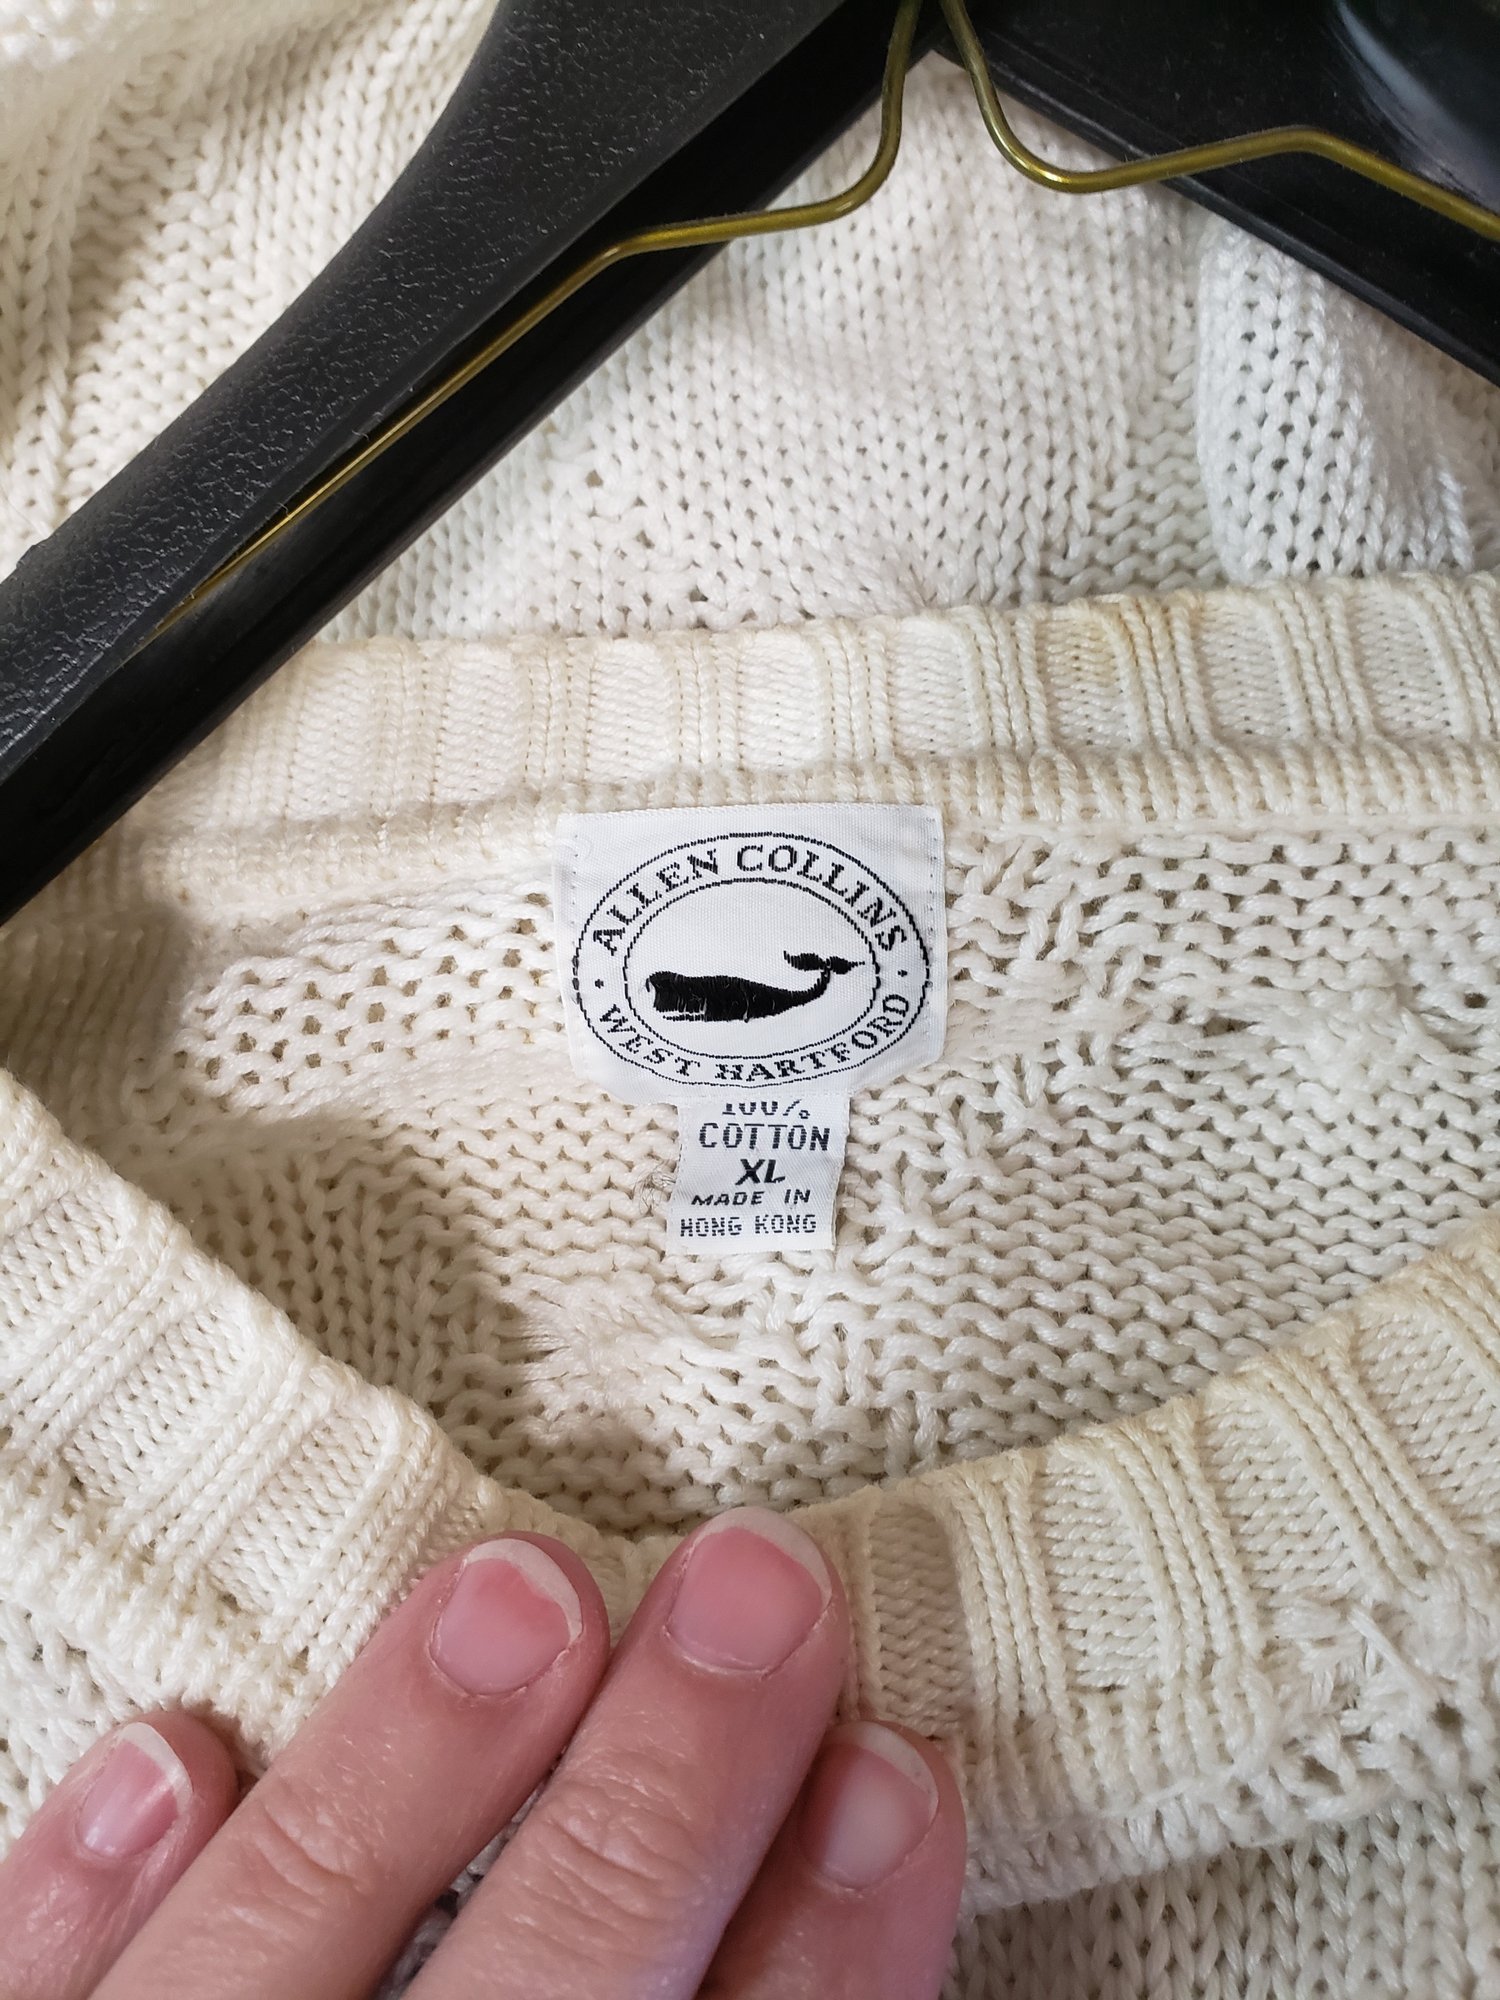 ALLEN COLLINS
· WEST HARTFORD ·
100%
COTTON
XL
MADE IN
HONG KONG